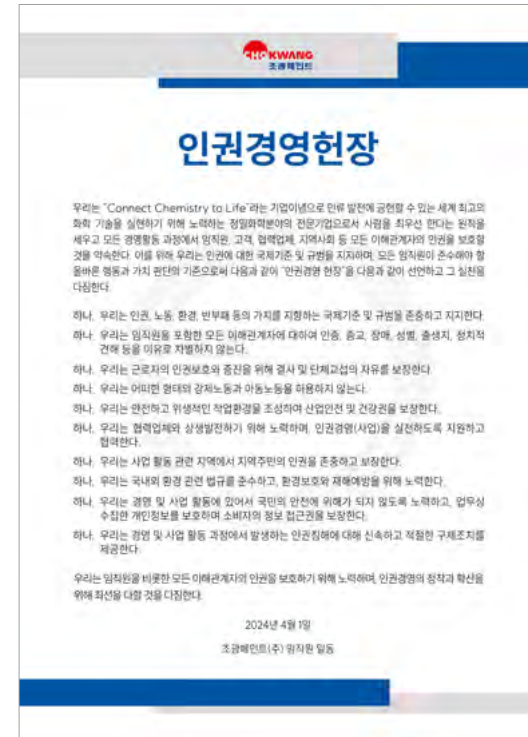 CHOKWANG
조광페인트
인권경영헌장
우리는 "Connect Chemistry to Life"라는 기업이념으로 인류 발전에 공헌할 수 있는 세계 최고의
화학 기술을 실현하기 위해 노력하는 정밀화학분야의 전문기업으로서 사람을 최우선 한다는 원칙을
세우고 모든 경영활동 과정에서 임직원, 고객, 협력업체, 지역사회 등 모든 이해관계자의 인권을 보호할
것을 약속한다. 이를 위해 우리는 인권에 대한 국제기준 및 규범을 지지하며, 모든 임직원이 준수해야 할
올바른 행동과 가치 판단의 기준으로써 다음과 같이 "인권경영 헌장"을 다음과 같이 선언하고 그 실천을
다짐한다.
하나, 우리는 인권, 노동, 환경, 반부패 등의 가치를 지향하는 국제기준 및 규범을 존중하고 지지한다.
하나, 우리는 임직원을 포함한 모든 이해관계자에 대하여 인종, 종교, 장애, 성별, 출생지, 정치적
견해 등을 이유로 차별하지 않는다.
하나, 우리는 근로자의 인권보호와 증진을 위해 결사 및 단체교섭의 자유를 보장한다.
하나, 우리는 어떠한 형태의 강제노동과 아동노동을 허용하지 않는다.
하나, 우리는 안전하고 위생적인 작업환경을 조성하여 산업안전 및 건강권을 보장한다.
하나, 우리는 협력업체와 상생발전하기 위해 노력하며, 인권경영(사업)을 실천하도록 지원하고
협력한다.
하나, 우리는 사업 활동 관련 지역에서 지역주민의 인권을 존중하고 보장한다.
하나, 우리는 국내외 환경 관련 법규를 준수하고, 환경보호와 재해예방을 위해 노력한다.
하나, 우리는 경영 및 사업 활동에 있어서 국민의 안전에 위해가 되지 않도록 노력하고, 업무상
수집한 개인정보를 보호하며 소비자의 정보 접근권을 보장한다.
하나, 우리는 경영 및 사업 활동 과정에서 발생하는 인권침해에 대해 신속하고 적절한 구제조치를
제공한다.
우리는 임직원을 비롯한 모든 이해관계자의 인권을 보호하기 위해 노력하며, 인권경영의 정착과 확산을
위해 최선을 다할 것을 다짐한다.
2024년 4월 1일
조광페인트(주) 임직원 일동